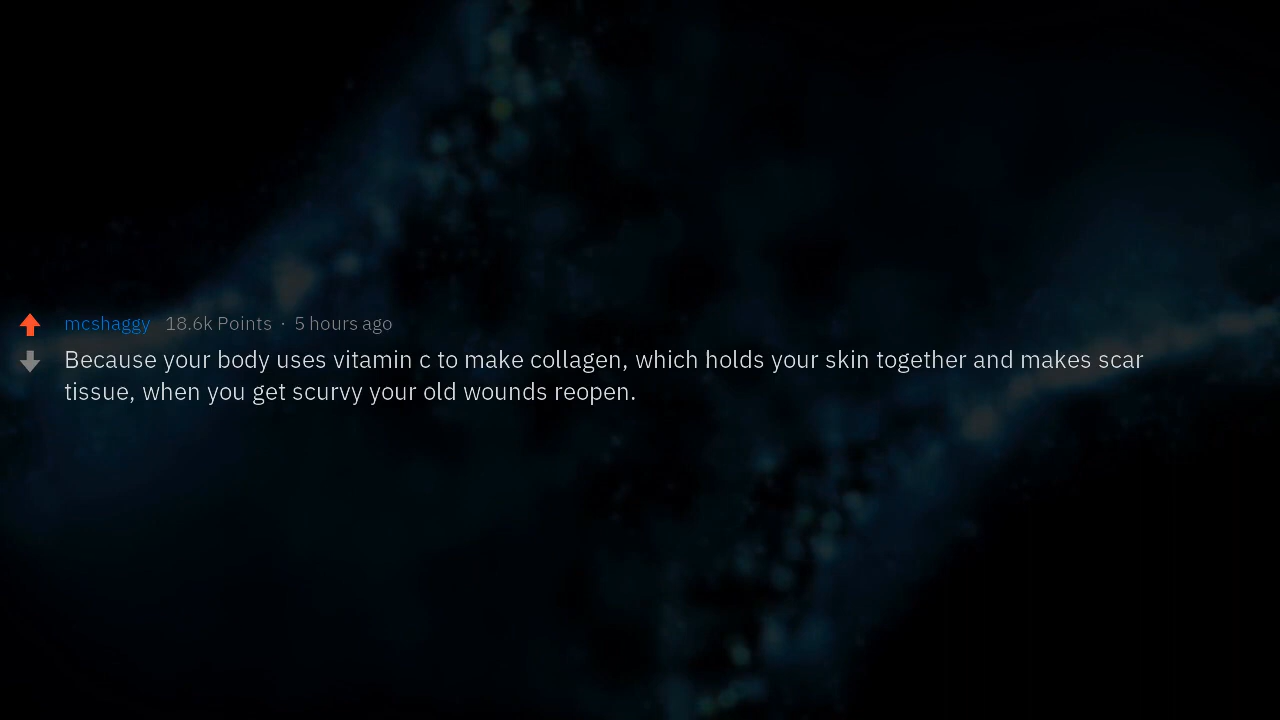 mcshaggy 18.6k Points · 5 hours ago
Because your body uses vitamin c to make collagen, which holds your skin together and makes scar
tissue, when you get scurvy your old wounds reopen.